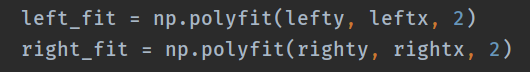 left_fit = np.polyfit(lefty, leftx, 2)
right_fit = np.polyfit(righty, rightx, 2)